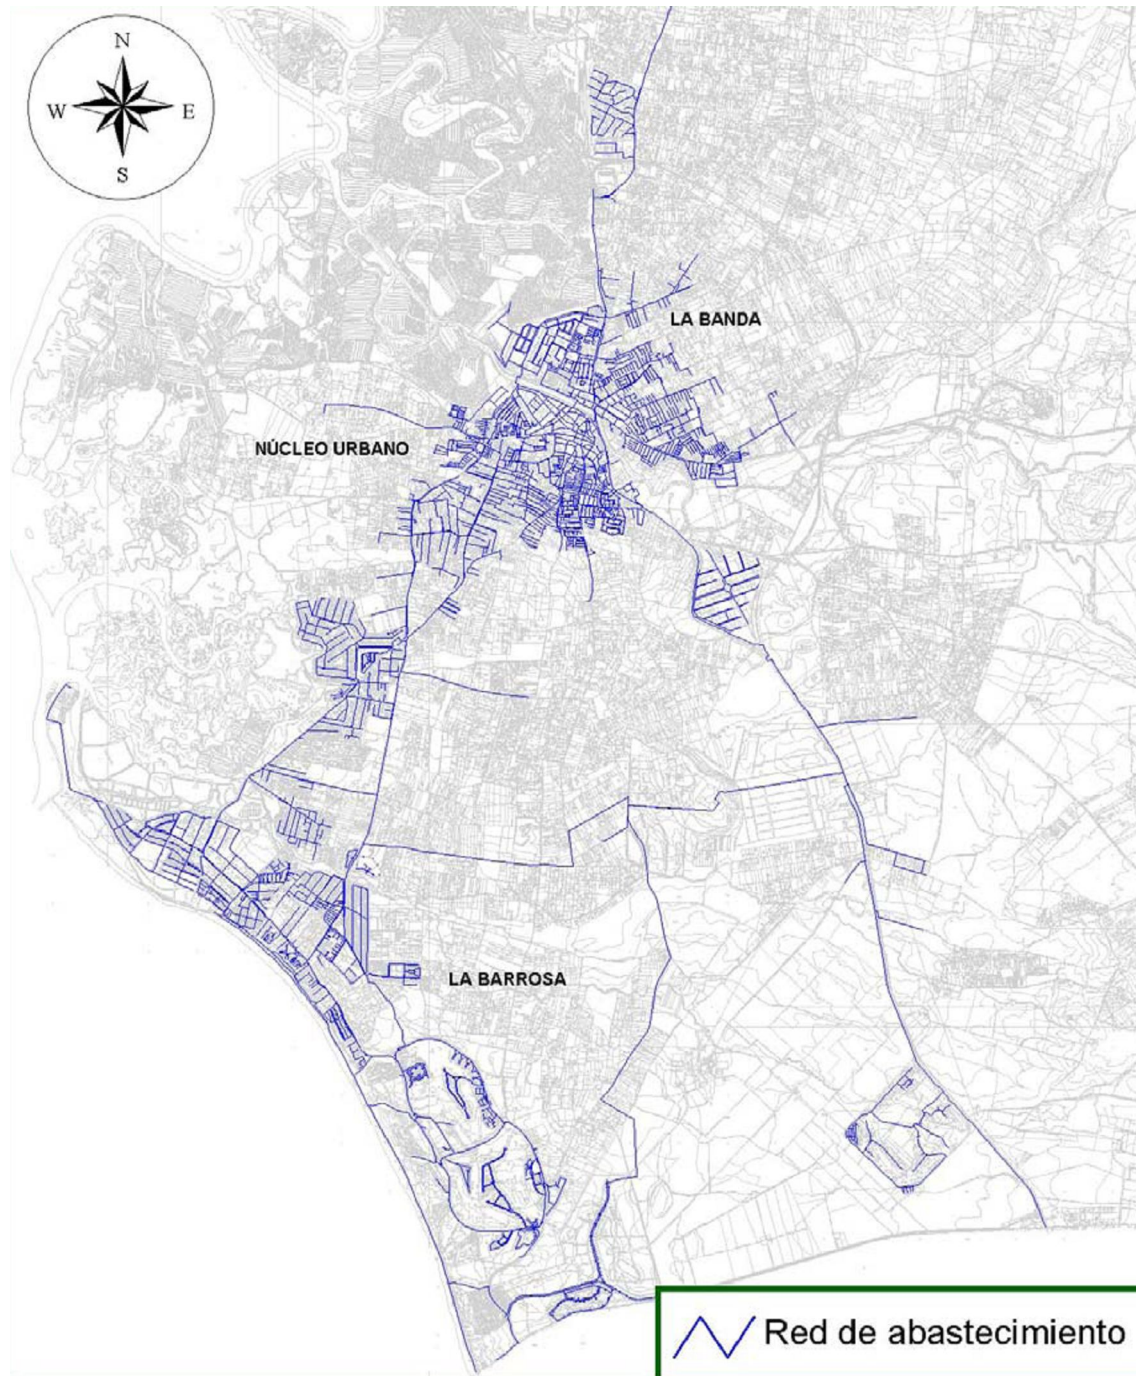 N
W E
S
LA BANDA
NÚCLEO URBANO
LA BARROSA
Red de abastecimiento